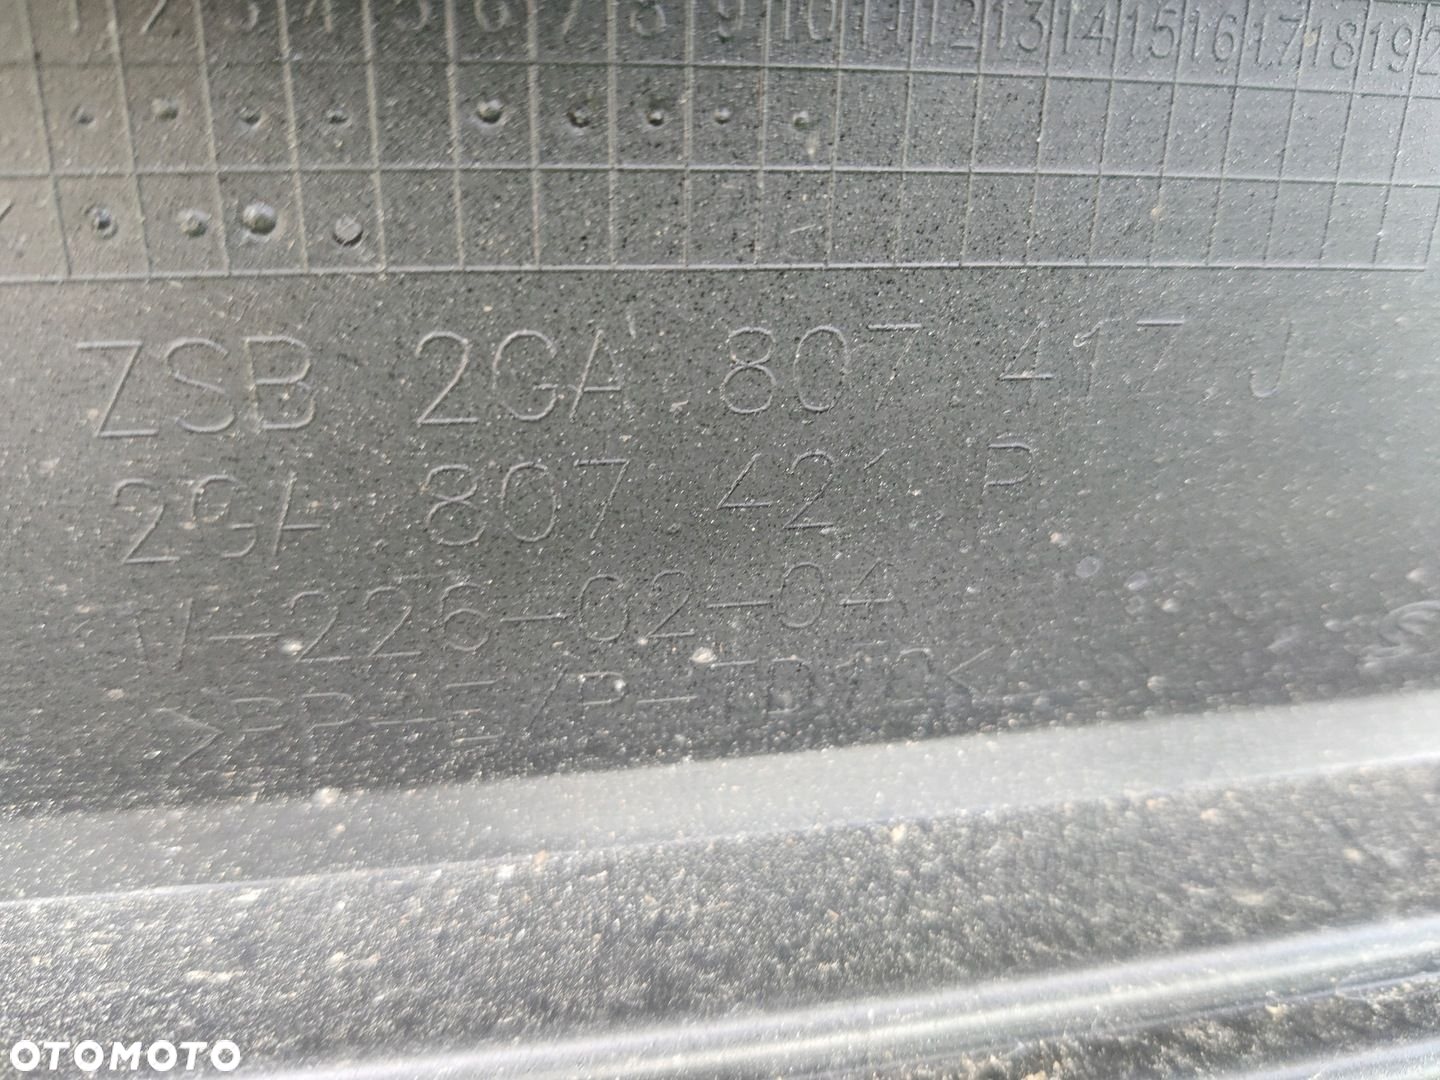 1 2 3 4 5 6 7 8 9 10 11 12 13 14 15 16 17 18 19 2
ZSB 2GA.807.417.J
2GA 807.421 P
V-226-02-04
>PP+E/P-TD10<
OTOMOTO